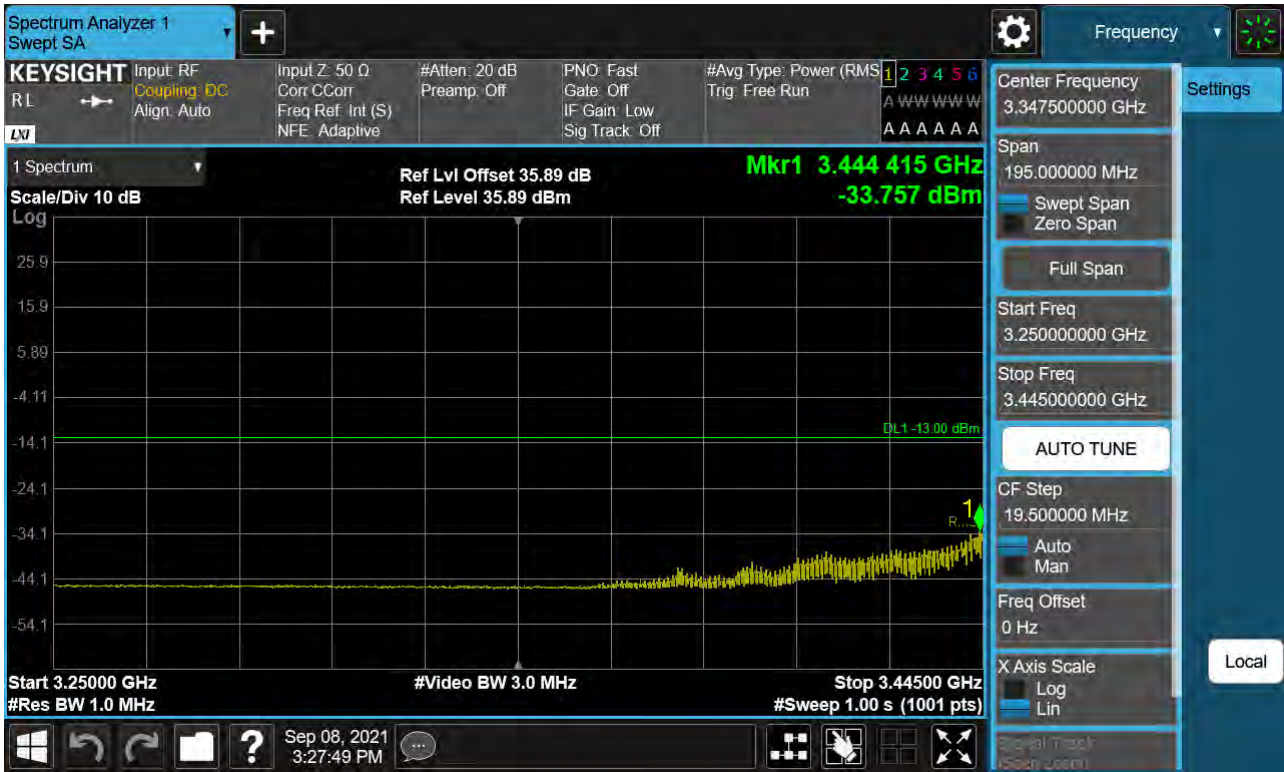 Spectrum Analyzer 1
Swept SA
Frequency
KEYSIGHT
RL
LXI
Input: RF
Coupling: DC
Align: Auto
Input Z: 50 Ω
Corr CCorr
Freq Ref: Int (S)
NFE: Adaptive
#Atten: 20 dB
Preamp: Off
PNO: Fast
Gate: Off
IF Gain: Low
Sig Track: Off
#Avg Type: Power (RMS
Trig: Free Run
1 2 3 4 5 6
A W W W W W
A A A A A A
1 Spectrum
Scale/Div 10 dB
Log
Ref Lvl Offset 35.89 dB
Ref Level 35.89 dBm
Mkr1 3.444 415 GHz
-33.757 dBm
25.9
15.9
5.89
-4.11
-14.1
-24.1
-34.1
-44.1
-54.1
DL1 -13.00 dBm
1
Start 3.25000 GHz
#Res BW 1.0 MHz
#Video BW 3.0 MHz
Stop 3.44500 GHz
#Sweep 1.00 s (1001 pts)
Center Frequency
3.347500000 GHz
Settings
Span
195.000000 MHz
Swept Span
Zero Span
Full Span
Start Freq
3.250000000 GHz
Stop Freq
3.445000000 GHz
AUTO TUNE
CF Step
19.500000 MHz
Auto
Man
Freq Offset
0 Hz
X Axis Scale
Log
Lin
Signal Track
(Span Zoom)
Local
?
Sep 08, 2021
3:27:49 PM